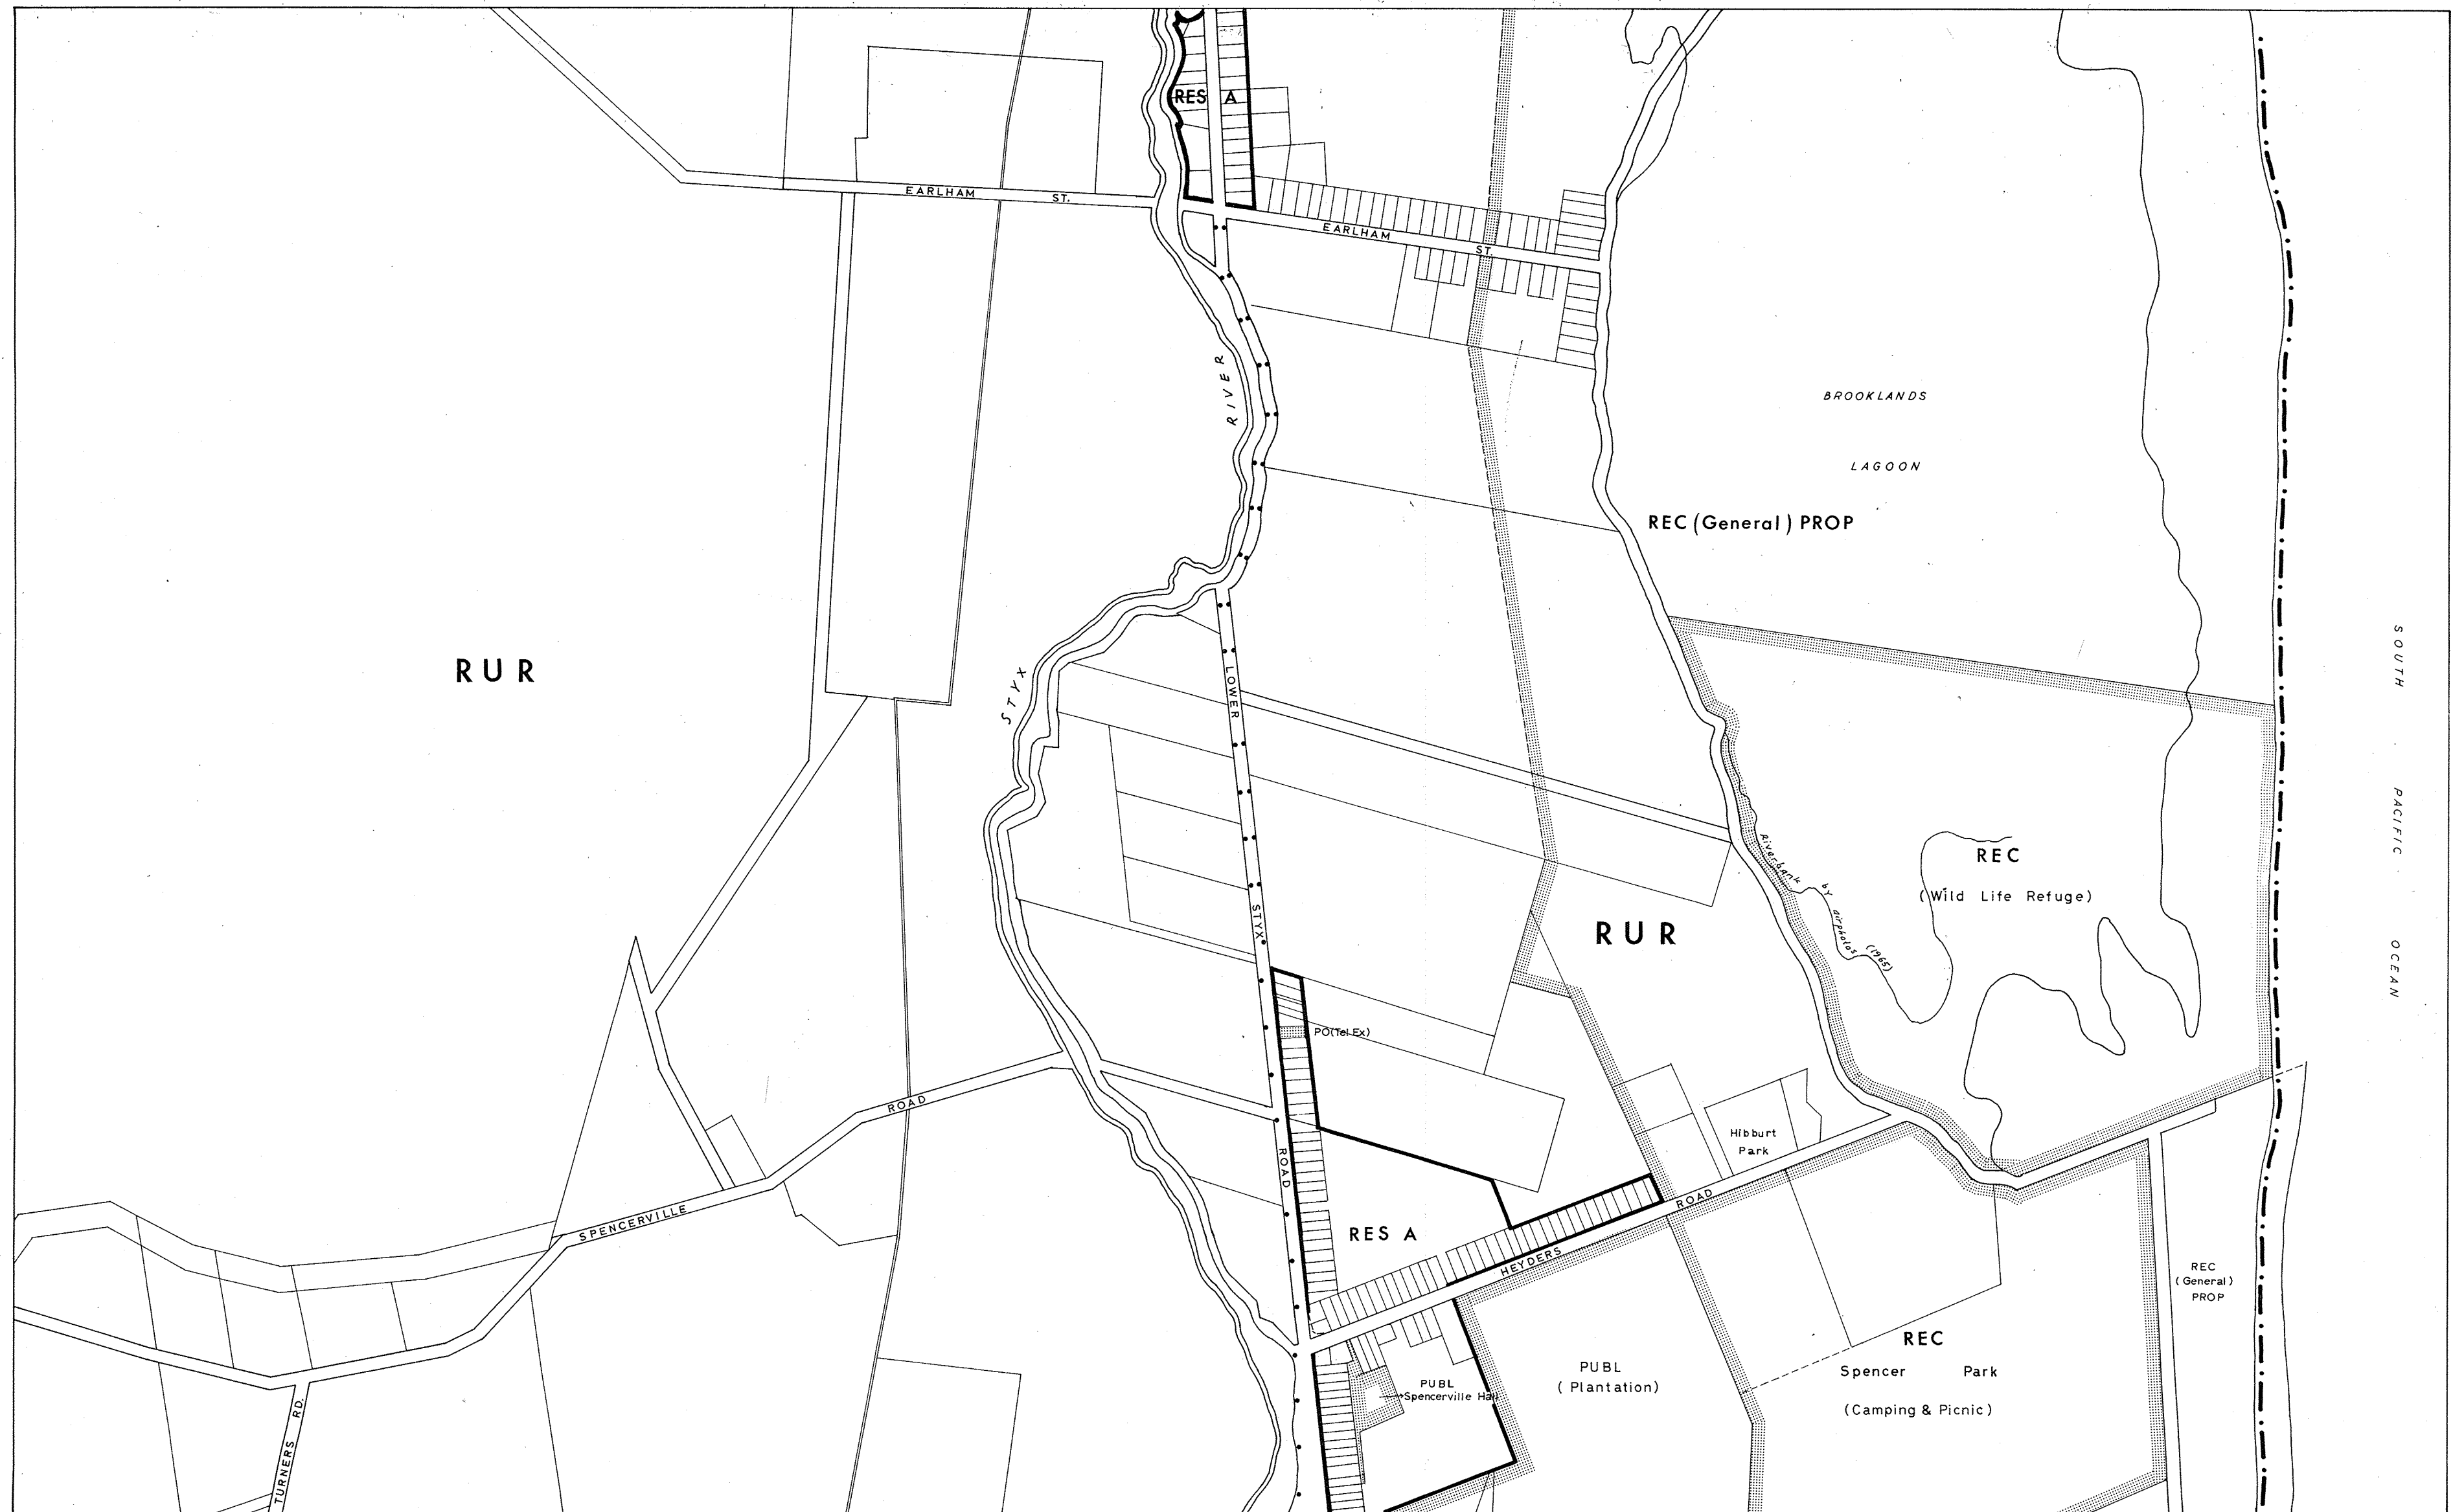 RES A
EARLHAM ST.
EARLHAM ST.
RIVER
BROOKLANDS
LAGOON
REC (General) PROP
RUR
STYX
LOWER
SOUTH PACIFIC OCEAN
Riverbank by airphotos (1965)
REC
(Wild Life Refuge)
STYX
RUR
PO(Tel Ex)
ROAD
Hibburt
Park
ROAD
ROAD
SPENCERVILLE
RES A
HEYDERS
REC
(General)
PROP
REC
Spencer Park
(Camping & Picnic)
PUBL
(Plantation)
PUBL
Spencerville Hall
TURNERS RD.